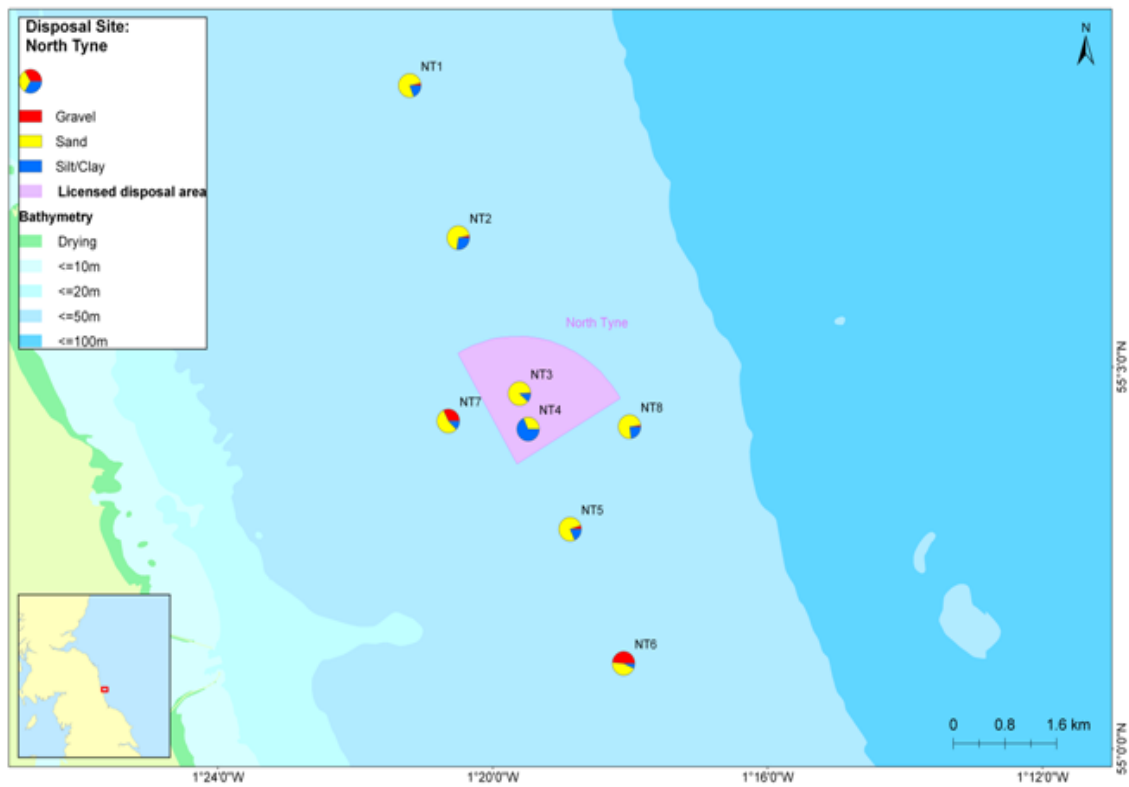 Disposal Site:
North Tyne
Gravel
Sand
Silt/Clay
Licensed disposal area
Bathymetry
Drying
<=10m
<=20m
<=50m
<=100m
N
NT1
NT2
North Tyne
NT3
NT7
NT4
NT8
NT5
NT6
55°3'0"N
0 0.8 1.6 km
55°0'0"N
1°24'0"W 1°20'0"W 1°16'0"W 1°12'0"W